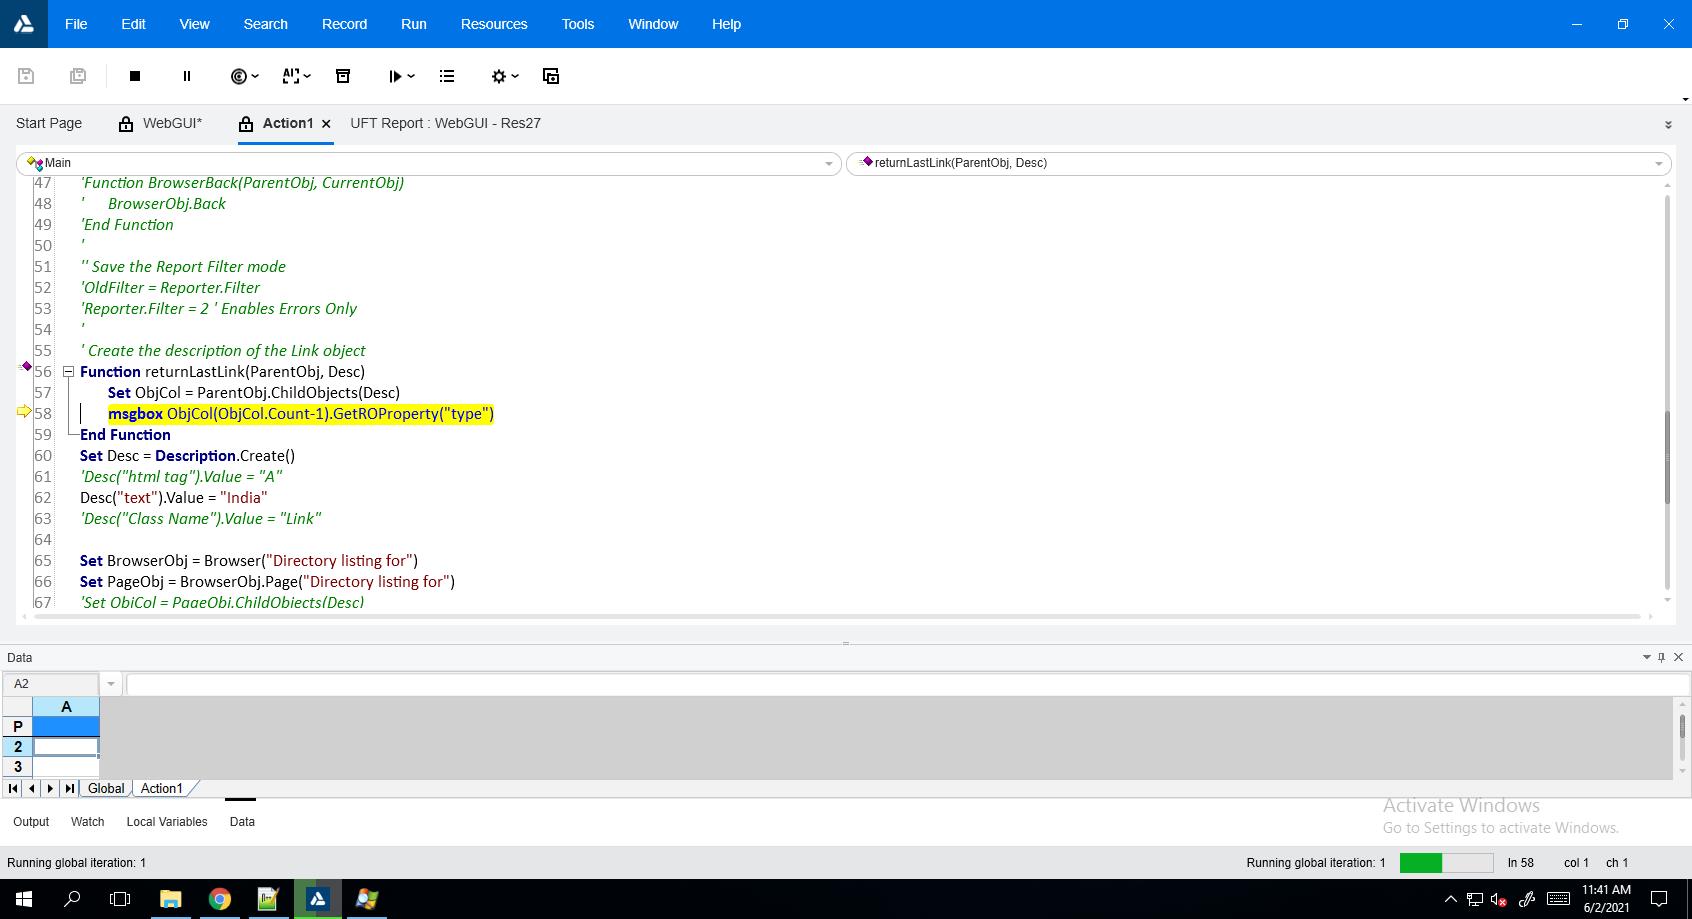 File Edit View Search Record Run Resources Tools Window Help
Start Page WebGUI* Action1 × UFT Report : WebGUI - Res27
Main returnLastLink(ParentObj, Desc)
47 'Function BrowserBack(ParentObj, CurrentObj)
48 ' BrowserObj.Back
49 'End Function
50 '
51 '' Save the Report Filter mode
52 'OldFilter = Reporter.Filter
53 'Reporter.Filter = 2 ' Enables Errors Only
54 '
55 ' Create the description of the Link object
56 Function returnLastLink(ParentObj, Desc)
57 Set ObjCol = ParentObj.ChildObjects(Desc)
58 msgbox ObjCol(ObjCol.Count-1).GetROProperty("type")
59 End Function
60 Set Desc = Description.Create()
61 'Desc("html tag").Value = "A"
62 Desc("text").Value = "India"
63 'Desc("Class Name").Value = "Link"
64
65 Set BrowserObj = Browser("Directory listing for")
66 Set PageObj = BrowserObj.Page("Directory listing for")
67 'Set ObjCol = PageObj.ChildObjects(Desc)
Data
A2
A
P
2
3
Global Action1
Activate Windows
Go to Settings to activate Windows.
Output Watch Local Variables Data
Running global iteration: 1 Running global iteration: 1 ln 58 col 1 ch 1
11:41 AM
6/2/2021